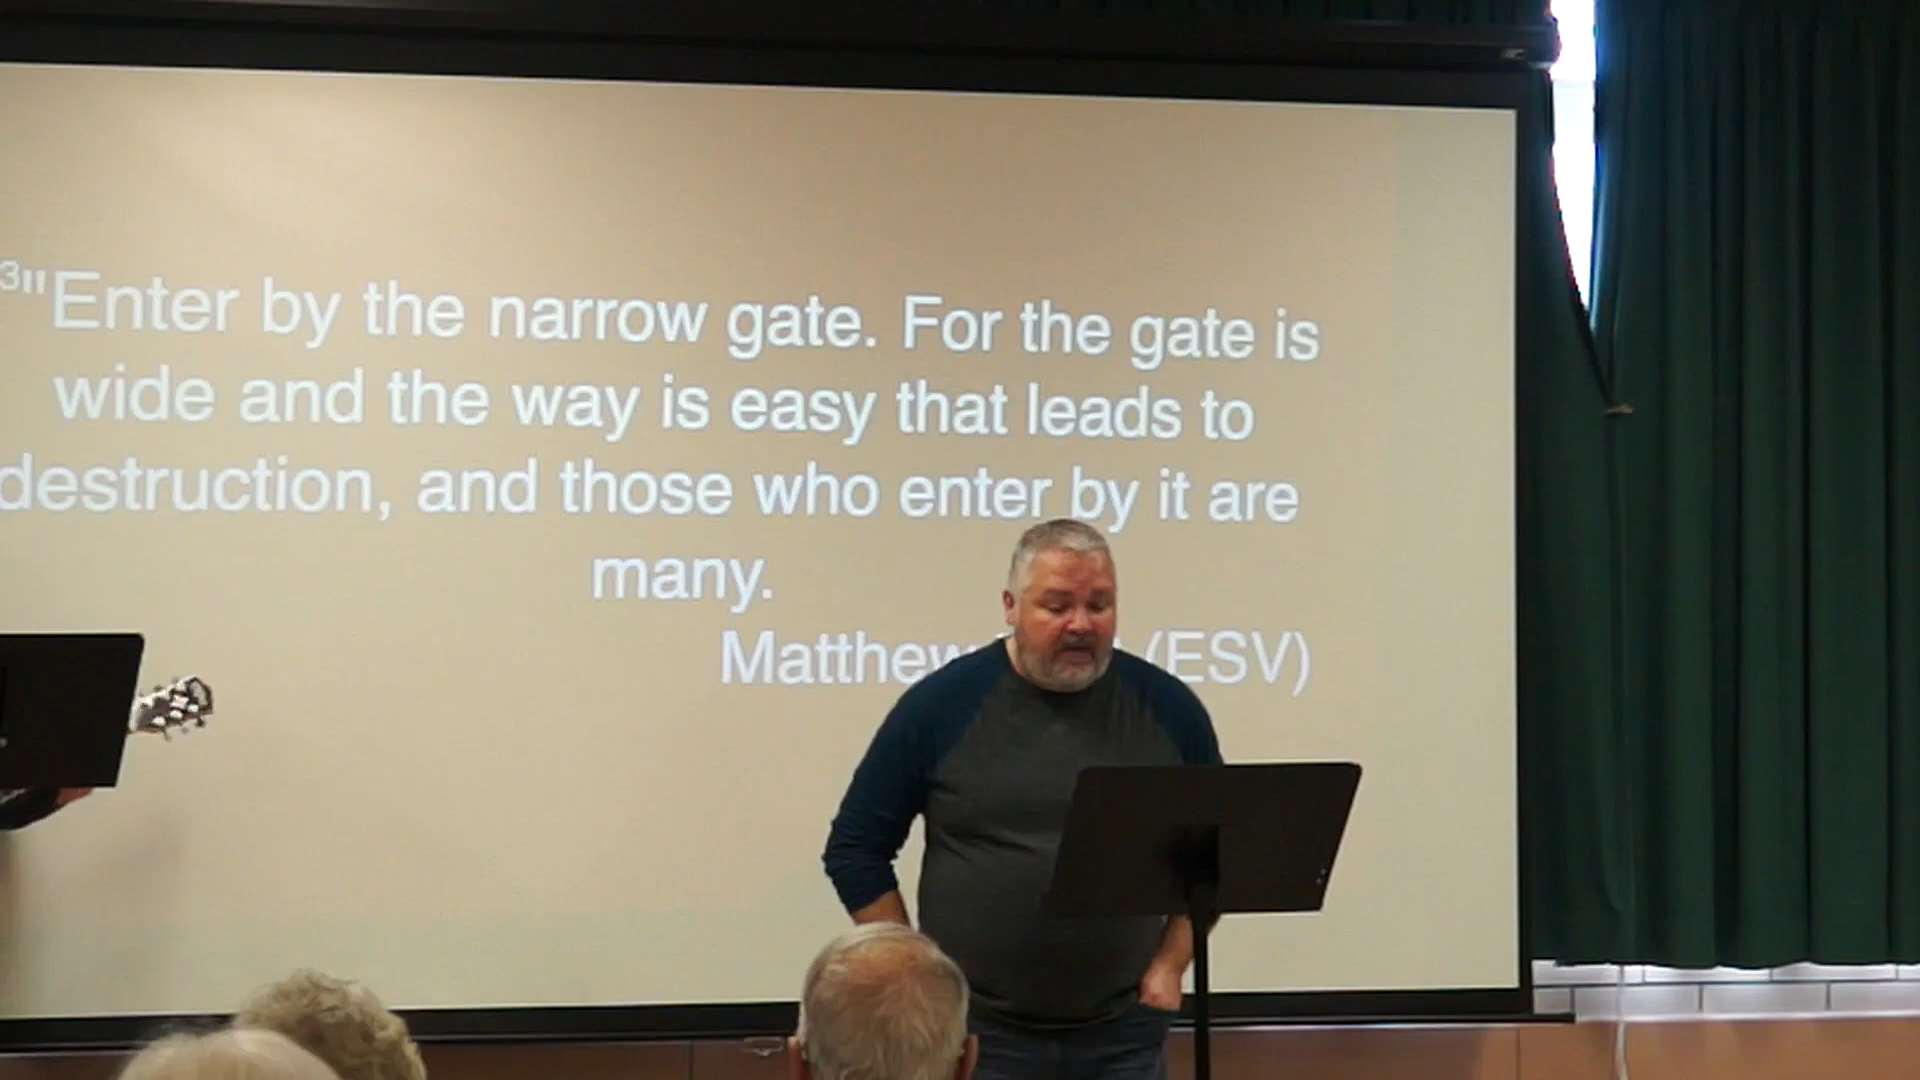 3"Enter by the narrow gate. For the gate is
wide and the way is easy that leads to
destruction, and those who enter by it are
many.
Matthew (ESV)